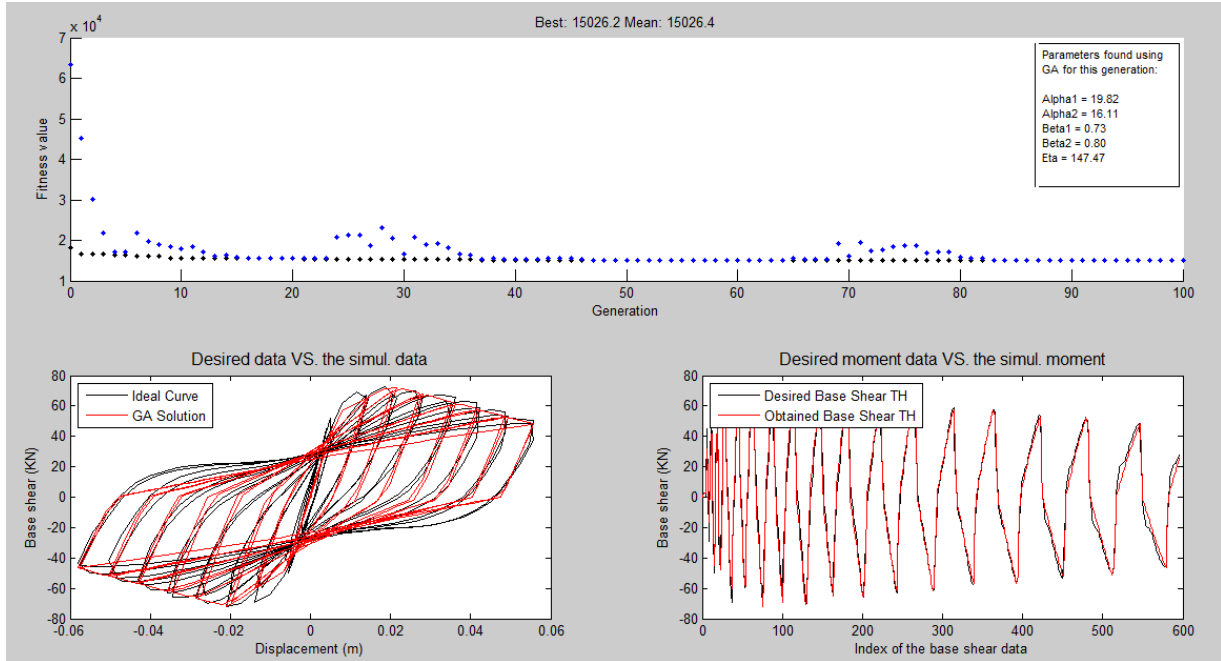 Best: 15026.2 Mean: 15026.4
x 10^4
7
6
5
4
3
2
1
Fitness value
0 10 20 30 40 50 60 70 80 90 100
Generation
Parameters found using
GA for this generation:
Alpha1 = 19.82
Alpha2 = 16.11
Beta1 = 0.73
Beta2 = 0.80
Eta = 147.47
Desired data VS. the simul. data
Ideal Curve
GA Solution
80
60
40
20
0
-20
-40
-60
-80
Base shear (KN)
-0.06 -0.04 -0.02 0 0.02 0.04 0.06
Displacement (m)
Desired moment data VS. the simul. moment
Desired Base Shear TH
Obtained Base Shear TH
80
60
40
20
0
-20
-40
-60
-80
Base shear (KN)
0 100 200 300 400 500 600
Index of the base shear data